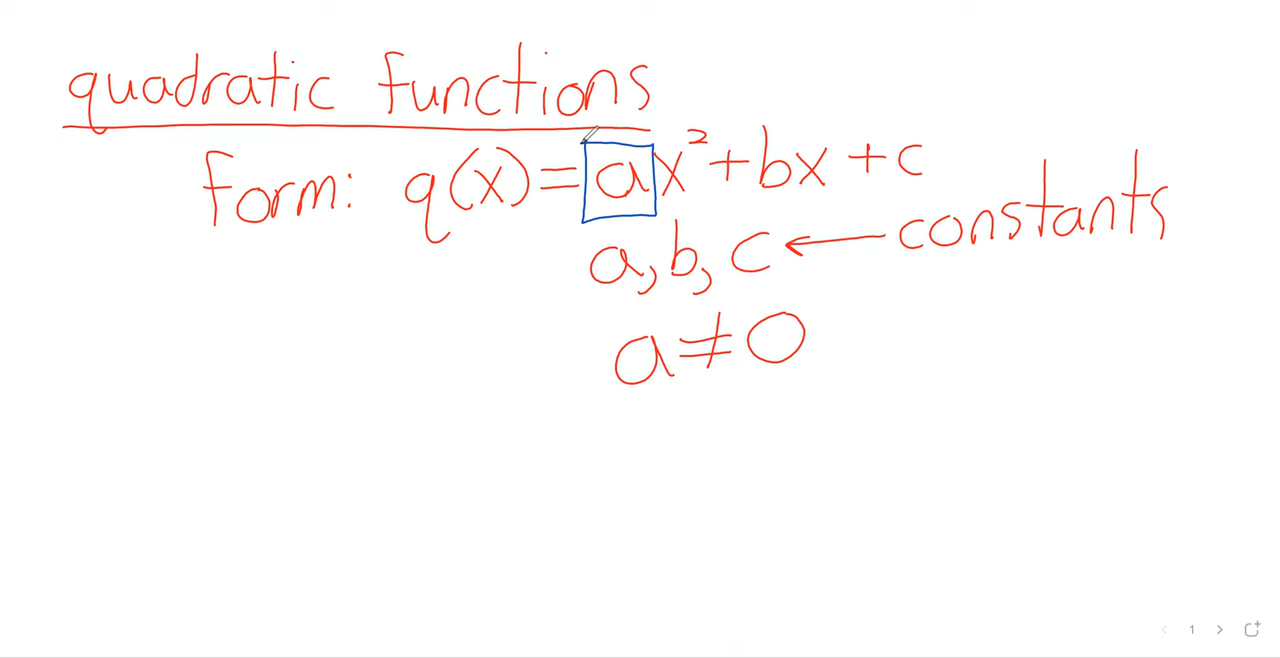 quadratic functions
form: q(x) = ax² + bx + c
a, b, c ← constants
a ≠ 0
1